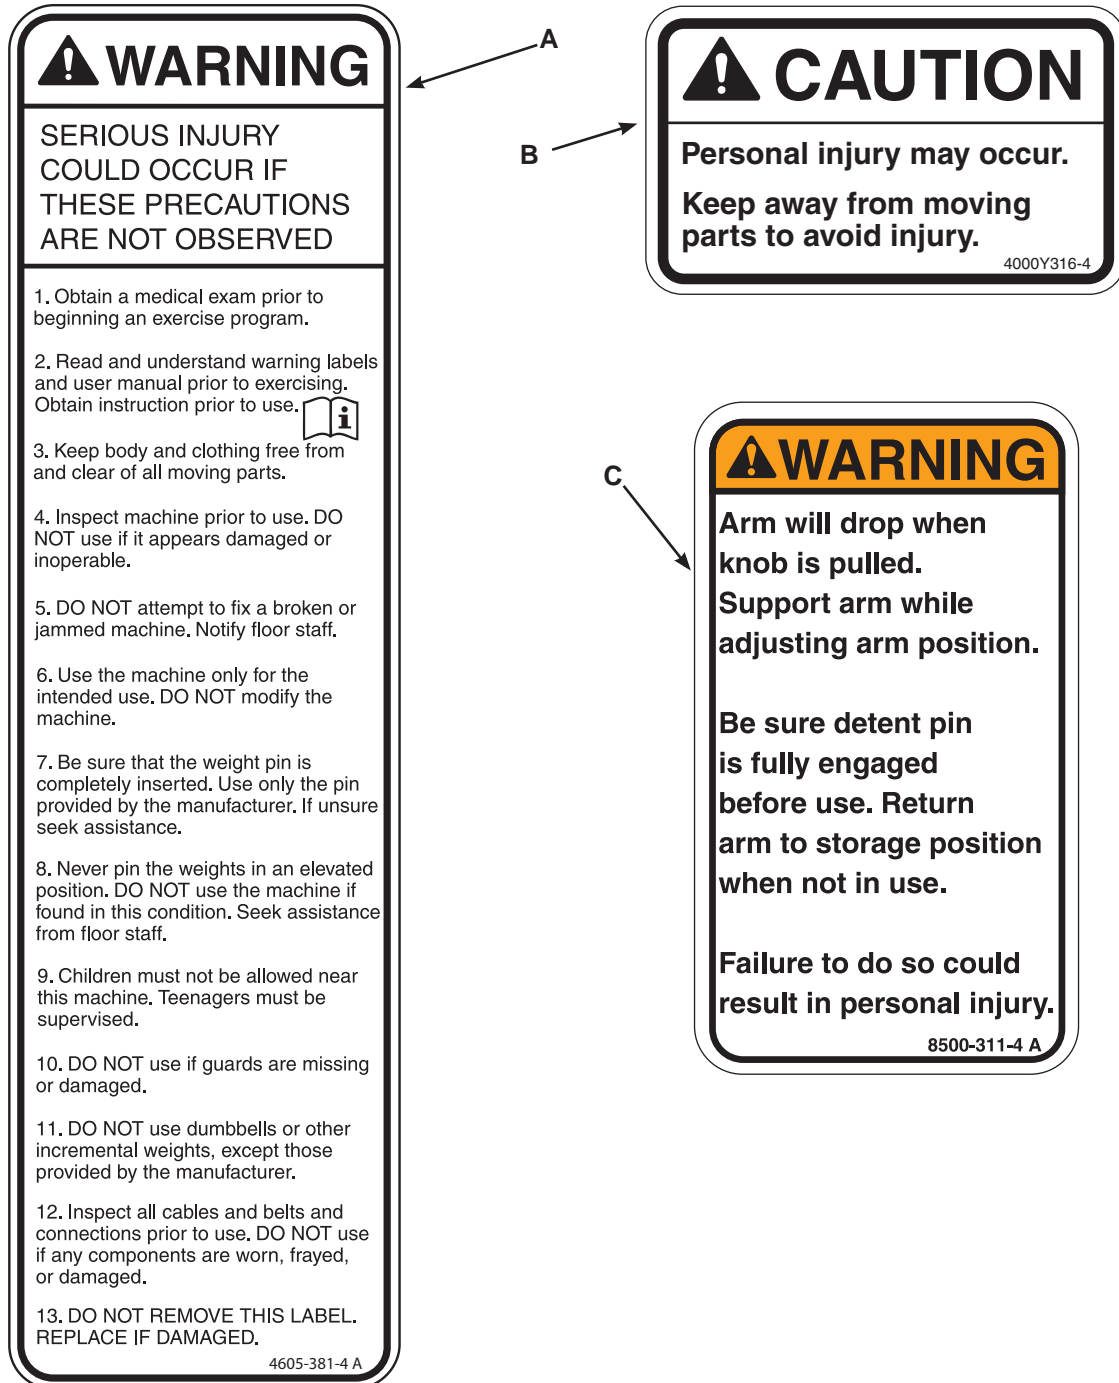 WARNING
SERIOUS INJURY
COULD OCCUR IF
THESE PRECAUTIONS
ARE NOT OBSERVED
1. Obtain a medical exam prior to
beginning an exercise program.
2. Read and understand warning labels
and user manual prior to exercising.
Obtain instruction prior to use.
i
3. Keep body and clothing free from
and clear of all moving parts.
4. Inspect machine prior to use. DO
NOT use if it appears damaged or
inoperable.
5. DO NOT attempt to fix a broken or
jammed machine. Notify floor staff.
6. Use the machine only for the
intended use. DO NOT modify the
machine.
7. Be sure that the weight pin is
completely inserted. Use only the pin
provided by the manufacturer. If unsure
seek assistance.
8. Never pin the weights in an elevated
position. DO NOT use the machine if
found in this condition. Seek assistance
from floor staff.
9. Children must not be allowed near
this machine. Teenagers must be
supervised.
10. DO NOT use if guards are missing
or damaged.
11. DO NOT use dumbbells or other
incremental weights, except those
provided by the manufacturer.
12. Inspect all cables and belts and
connections prior to use. DO NOT use
if any components are worn, frayed,
or damaged.
13. DO NOT REMOVE THIS LABEL.
REPLACE IF DAMAGED.
4605-381-4 A
A
B
CAUTION
Personal injury may occur.
Keep away from moving
parts to avoid injury.
4000Y316-4
C
WARNING
Arm will drop when
knob is pulled.
Support arm while
adjusting arm position.
Be sure detent pin
is fully engaged
before use. Return
arm to storage position
when not in use.
Failure to do so could
result in personal injury.
8500-311-4 A